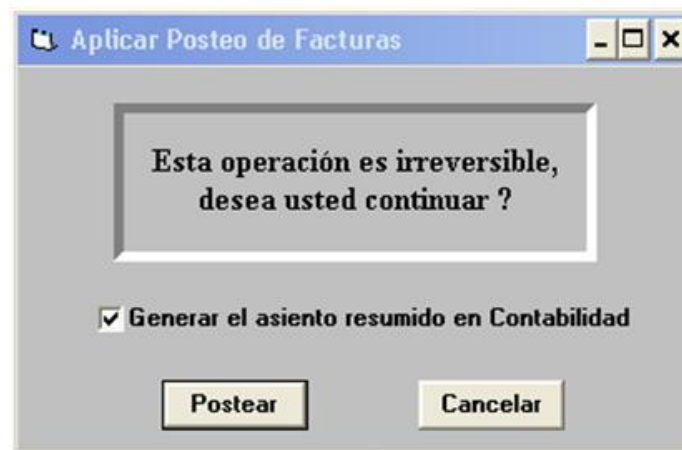 Aplicar Posteo de Facturas
Esta operación es irreversible,
desea usted continuar ?
Generar el asiento resumido en Contabilidad
Postear Cancelar